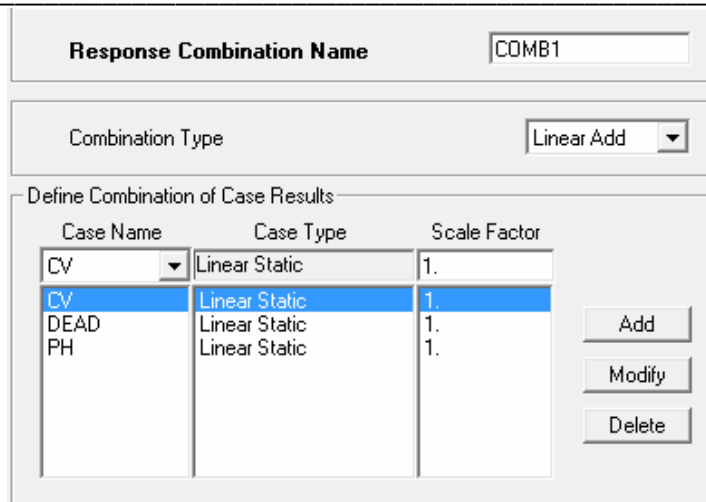 Response Combination Name COMB1
Combination Type Linear Add
Define Combination of Case Results
Case Name Case Type Scale Factor
CV Linear Static 1.
CV Linear Static 1.
DEAD Linear Static 1.
PH Linear Static 1.
Add
Modify
Delete